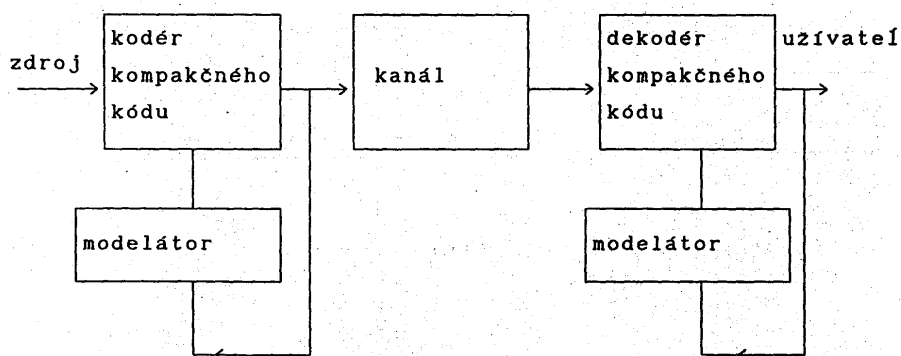 zdroj
kodér
kompakčného
kódu
kanál
dekodér
kompakčného
kódu
užívateľ
modelátor
modelátor